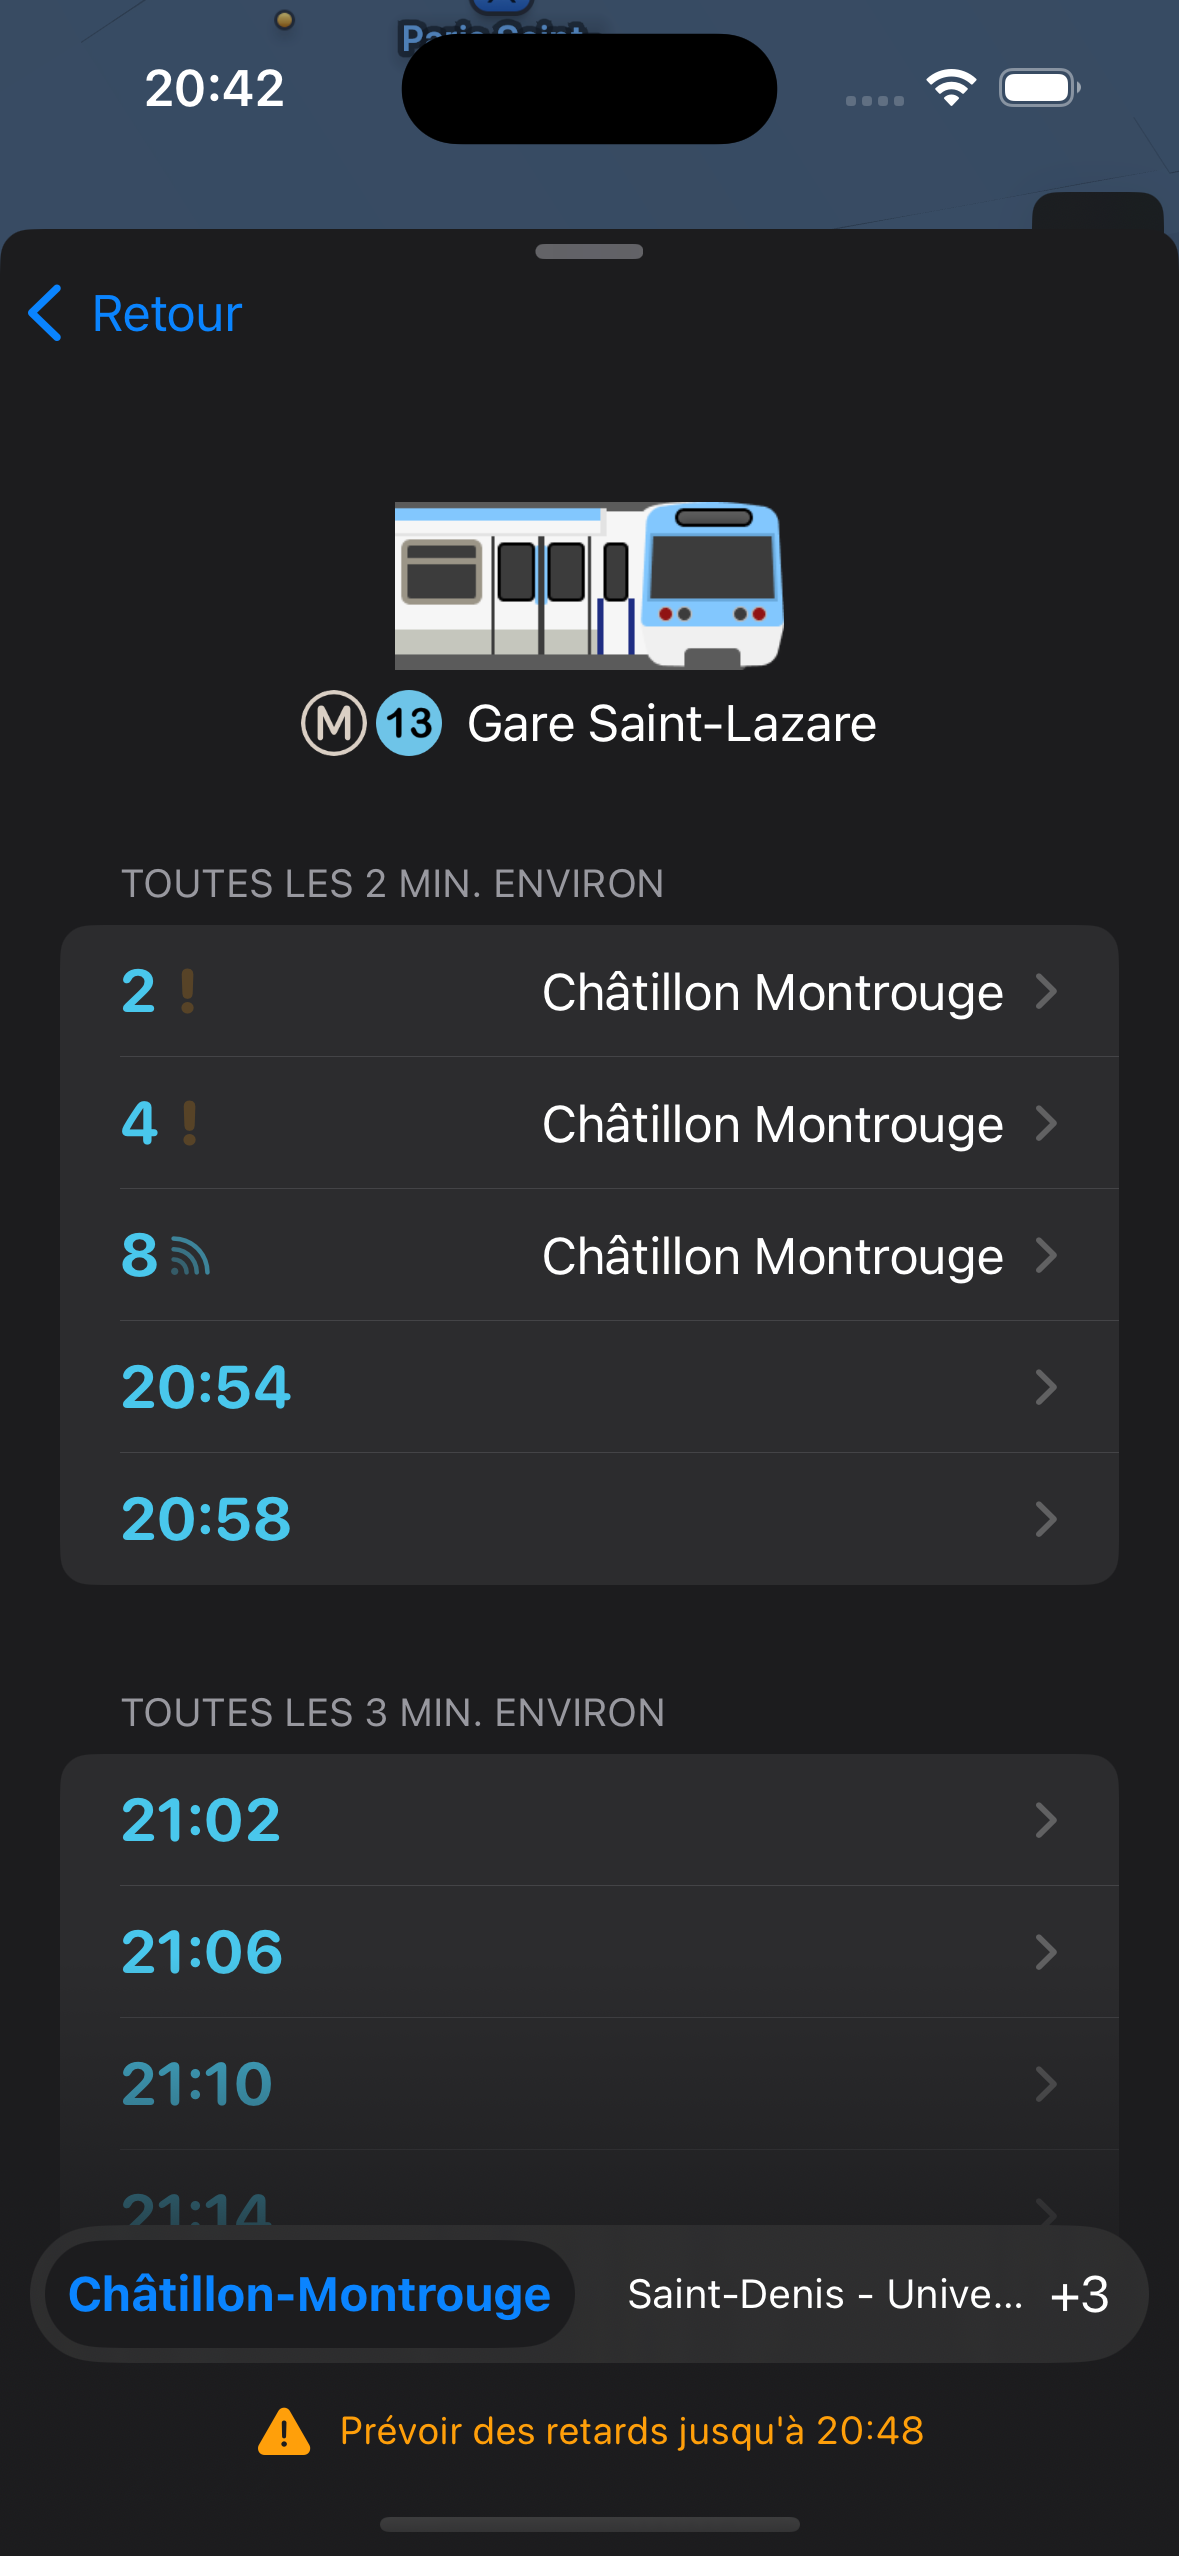 Paris Saint-
20:42
Retour
M 13 Gare Saint-Lazare
TOUTES LES 2 MIN. ENVIRON
2 ! Châtillon Montrouge
4 ! Châtillon Montrouge
8 Châtillon Montrouge
20:54
20:58
TOUTES LES 3 MIN. ENVIRON
21:02
21:06
21:10
21:14
Châtillon-Montrouge Saint-Denis - Unive... +3
Prévoir des retards jusqu'à 20:48